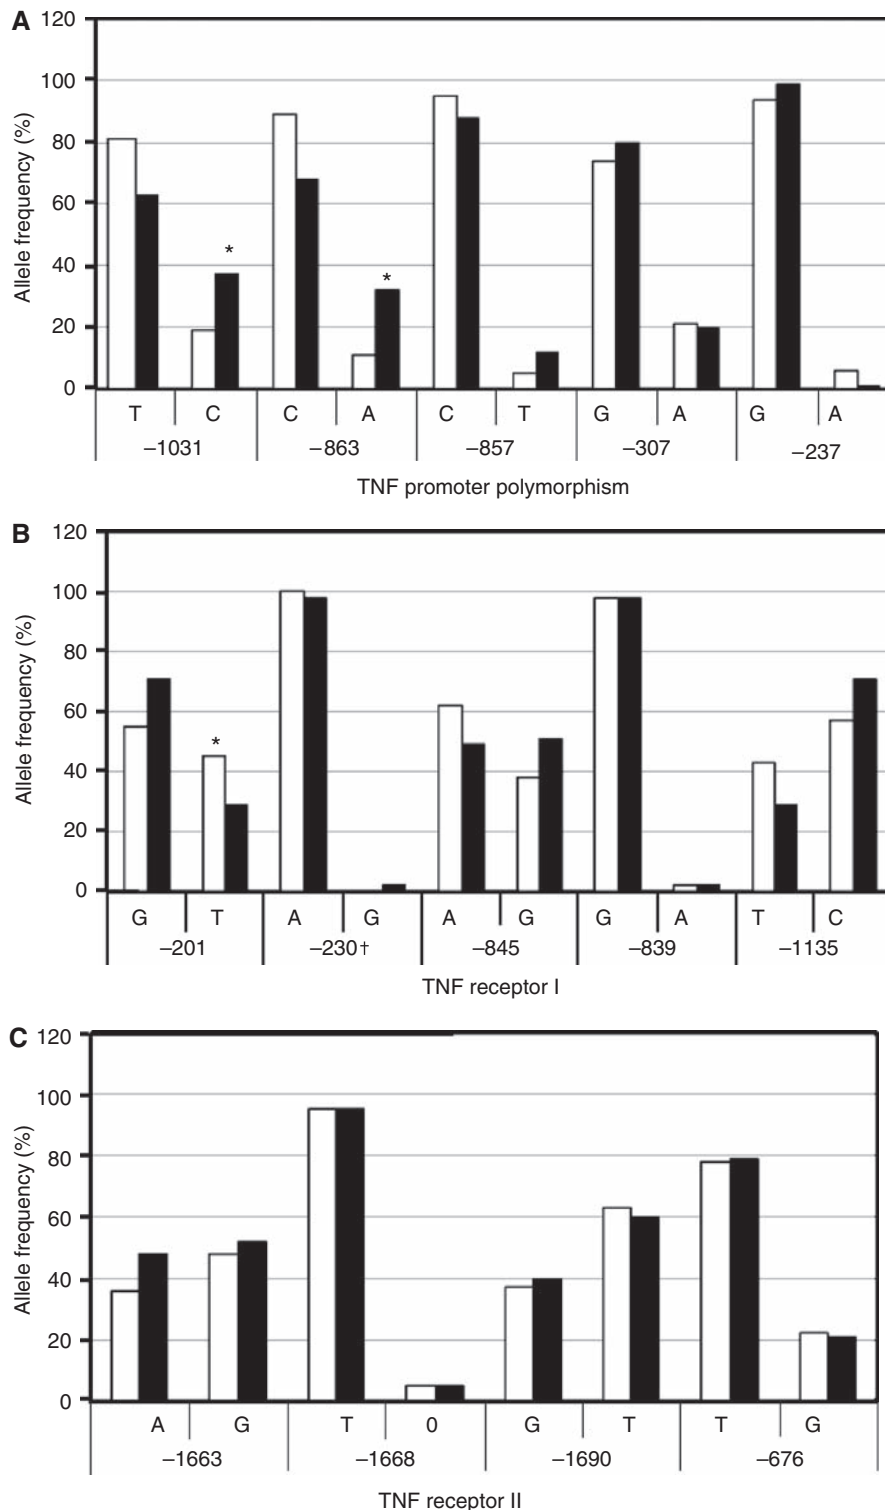 A
Allele frequency (%)
120
100
80
60
40
20
0
*
*
T C C A C T G A G A
–1031 –863 –857 –307 –237
TNF promoter polymorphism
B
Allele frequency (%)
120
100
80
60
40
20
0
*
G T A G A G G A T C
–201 –230† –845 –839 –1135
TNF receptor I
C
Allele frequency (%)
120
100
80
60
40
20
0
A G T 0 G T T G
–1663 –1668 –1690 –676
TNF receptor II